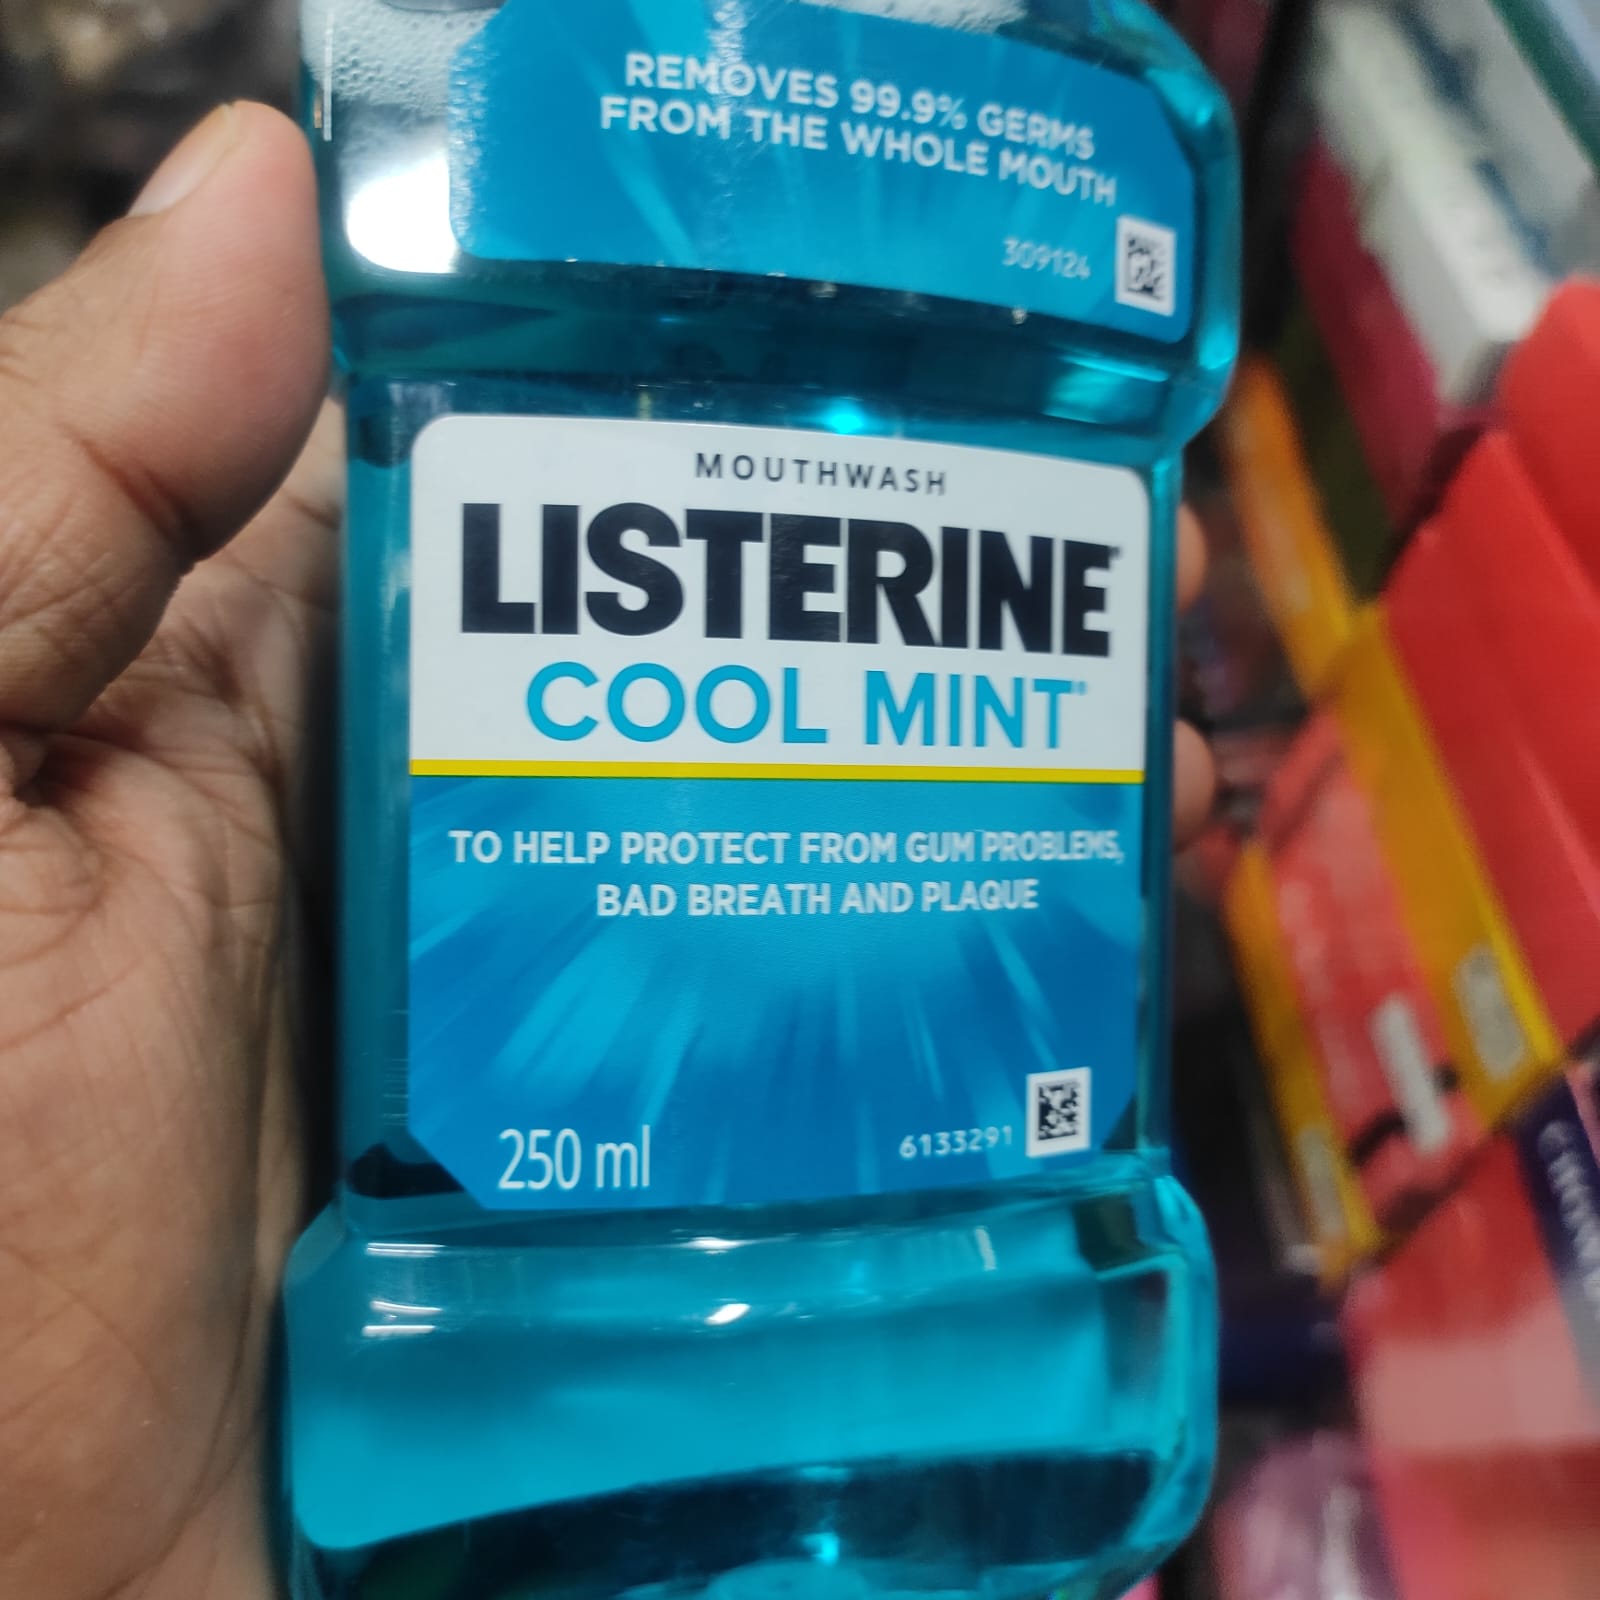 REMOVES 99.9% GERMS
FROM THE WHOLE MOUTH
309124
MOUTHWASH
LISTERINE
COOL MINT
TO HELP PROTECT FROM GUM PROBLEMS,
BAD BREATH AND PLAQUE
250 ml
6133291